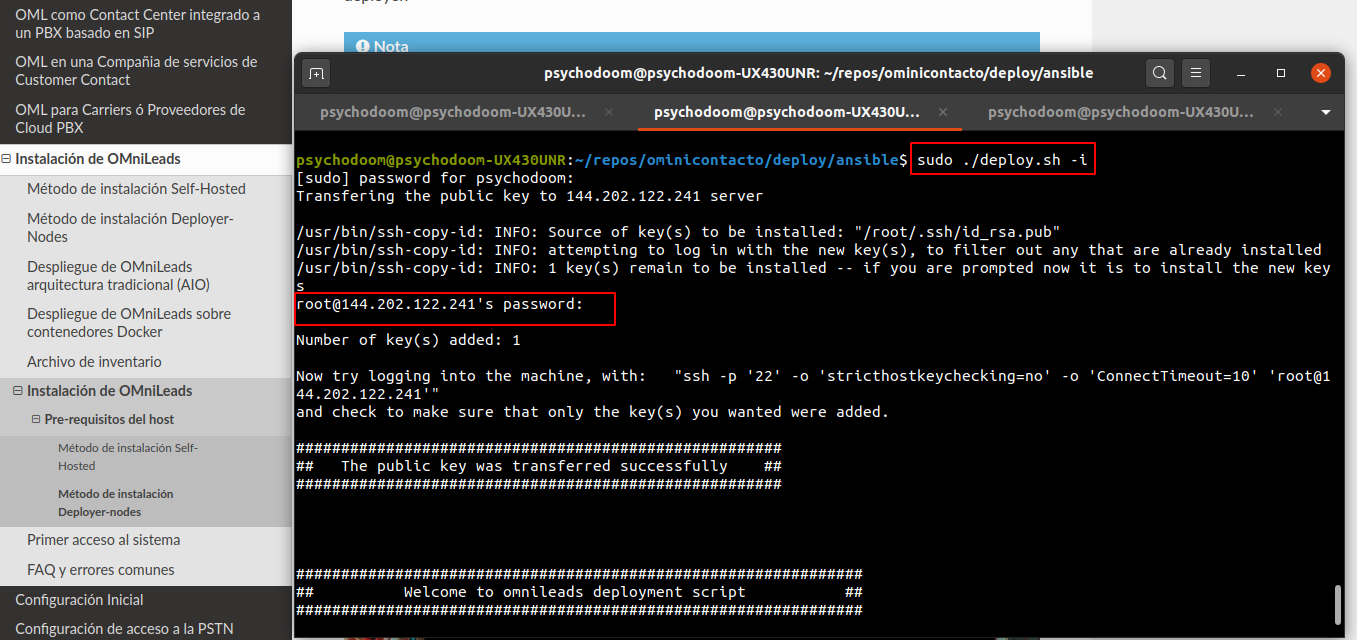 OML como Contact Center integrado a
un PBX basado en SIP
OML en una Compañia de servicios de
Customer Contact
OML para Carriers ó Proveedores de
Cloud PBX
Instalación de OMniLeads
Método de instalación Self-Hosted
Método de instalación Deployer-
Nodes
Despliegue de OMniLeads
arquitectura tradicional (AIO)
Despliegue de OMniLeads sobre
contenedores Docker
Archivo de inventario
Instalación de OMniLeads
Pre-requisitos del host
Método de instalación Self-
Hosted
Método de instalación
Deployer-nodes
Primer acceso al sistema
FAQ y errores comunes
Configuración Inicial
Configuración de acceso a la PSTN
Nota
psychodoom@psychodoom-UX430UNR: ~/repos/ominicontacto/deploy/ansible
psychodoom@psychodoom-UX430U...
psychodoom@psychodoom-UX430U...
psychodoom@psychodoom-UX430U...
psychodoom@psychodoom-UX430UNR:~/repos/ominicontacto/deploy/ansible$ sudo ./deploy.sh -i
[sudo] password for psychodoom:
Transfering the public key to 144.202.122.241 server
/usr/bin/ssh-copy-id: INFO: Source of key(s) to be installed: "/root/.ssh/id_rsa.pub"
/usr/bin/ssh-copy-id: INFO: attempting to log in with the new key(s), to filter out any that are already installed
/usr/bin/ssh-copy-id: INFO: 1 key(s) remain to be installed -- if you are prompted now it is to install the new key
s
root@144.202.122.241's password:
Number of key(s) added: 1
Now try logging into the machine, with:   "ssh -p '22' -o 'stricthostkeychecking=no' -o 'ConnectTimeout=10' 'root@1
44.202.122.241'"
and check to make sure that only the key(s) you wanted were added.
######################################################
##   The public key was transferred successfully    ##
######################################################
###############################################################
##          Welcome to omnileads deployment script           ##
###############################################################